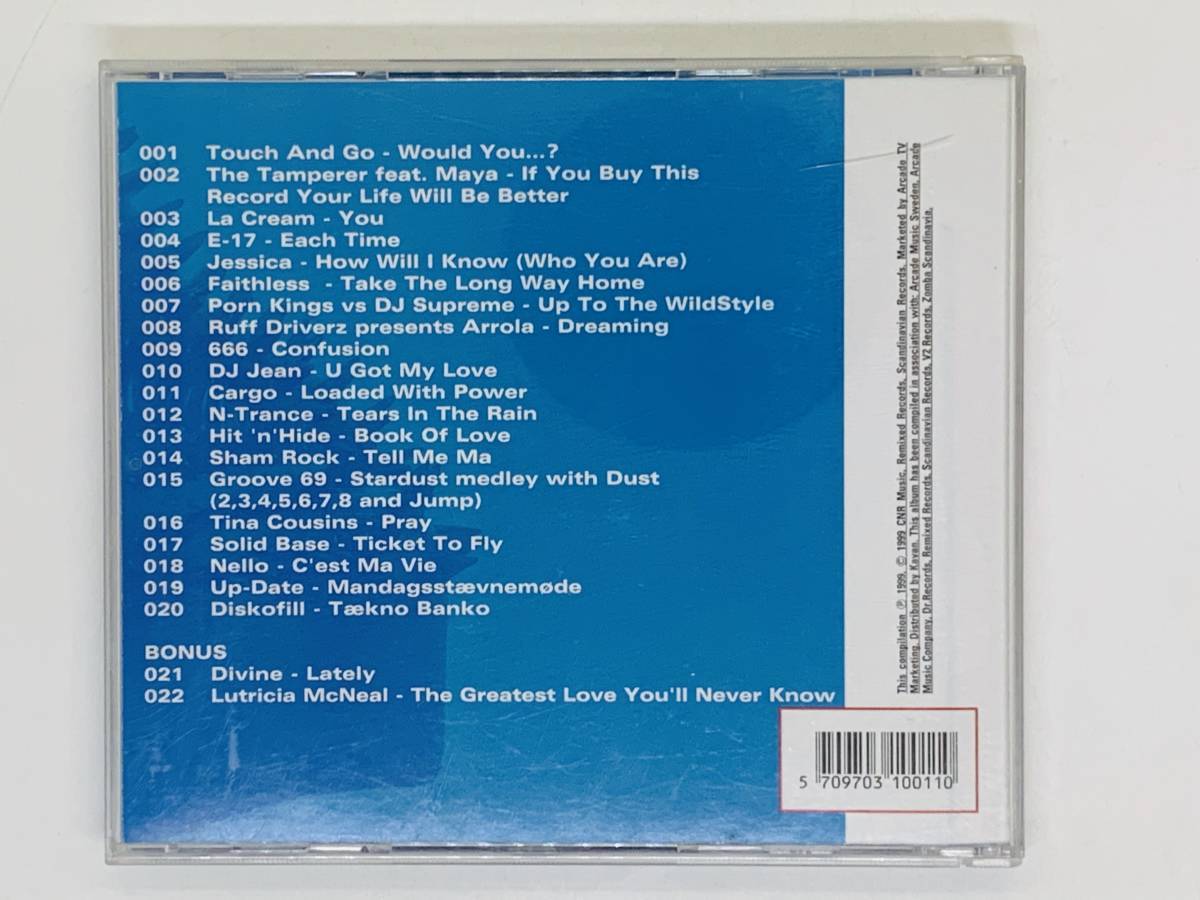 001 Touch And Go - Would You...?
002 The Tamperer feat. Maya - If You Buy This
Record Your Life Will Be Better
003 La Cream - You
004 E-17 - Each Time
005 Jessica - How Will I Know (Who You Are)
006 Faithless - Take The Long Way Home
007 Porn Kings vs DJ Supreme - Up To The WildStyle
008 Ruff Driverz presents Arrola - Dreaming
009 666 - Confusion
010 DJ Jean - U Got My Love
011 Cargo - Loaded With Power
012 N-Trance - Tears In The Rain
013 Hit 'n'Hide - Book Of Love
014 Sham Rock - Tell Me Ma
015 Groove 69 - Stardust medley with Dust
(2,3,4,5,6,7,8 and Jump)
016 Tina Cousins - Pray
017 Solid Base - Ticket To Fly
018 Nello - C'est Ma Vie
019 Up-Date - Mandagsstævnemøde
020 Diskofill - Tækno Banko
BONUS
021 Divine - Lately
022 Lutricia McNeal - The Greatest Love You'll Never Know
This compilation ℗ 1999. © 1999 CNR Music, Remixed Records, Scandinavian Records. Marketed by Arcade TV
Marketing. Distributed by Kavan. This album has been compiled in association with: Arcade Music Sweden, Arcade
Music Company, Dr Records, Remixed Records, Scandinavian Records, V2 Records, Zomba Scandinavia.
5 709703 100110